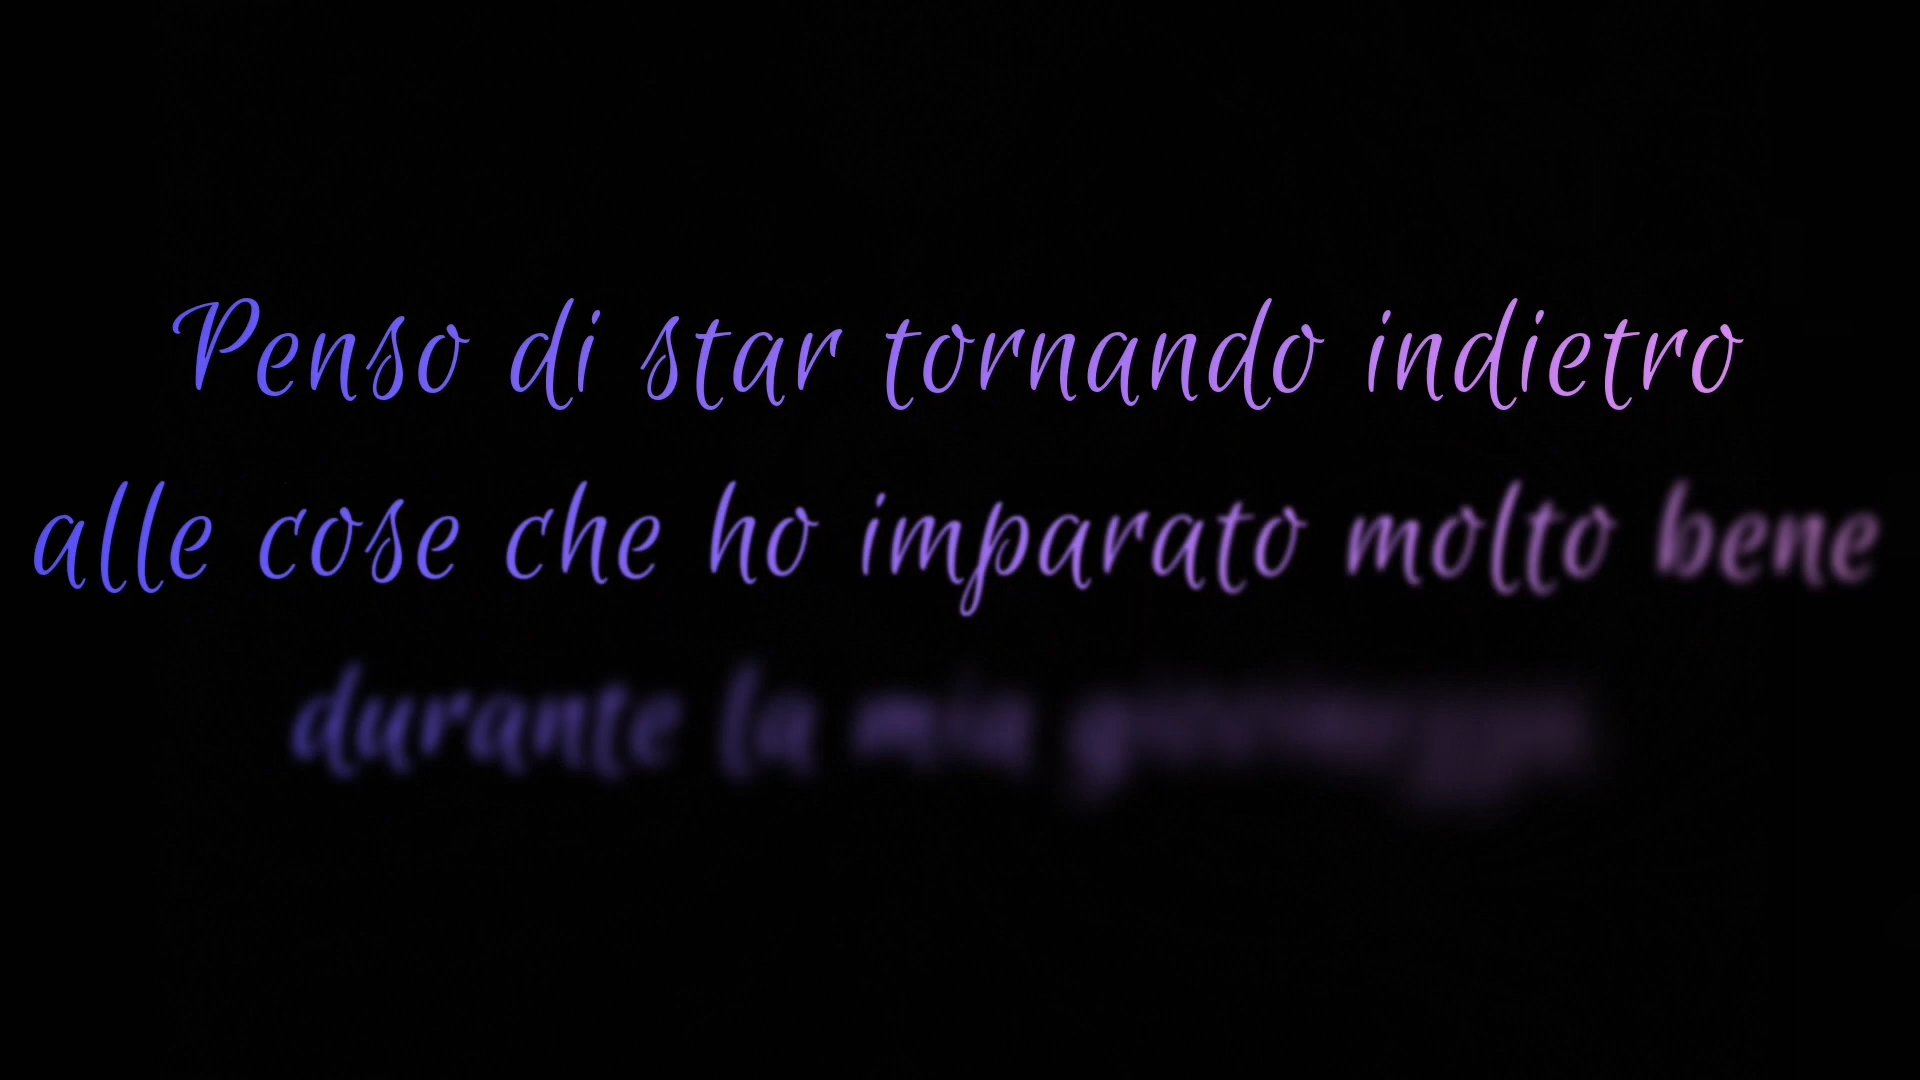 Penso di star tornando indietro
alle cose che ho imparato molto bene
durante la mia